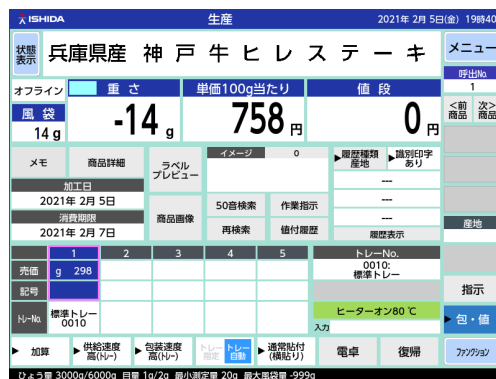 ISHIDA 生産 2021年 2月 5日(金) 19時40
状態表示 兵庫県産 神戸牛ヒレステーキ メニュー
呼出No.
1
オフライン 重さ 単価100g当たり 値段
<前商品 次>商品
風袋
14 g -14 g 758 円 0 円
メモ 商品詳細 ラベルプレビュー イメージ 0 ▶履歴種類 産地 ▶識別印字 あり
加工日
2021年 2月 5日
---
消費期限
2021年 2月 7日
商品画像 50音検索 作業指示
---
再検索 値付履歴
---
履歴表示
産地
1 2 3 4 5 トレーNo.
売価 g 298
0010:
標準トレー
記号
指示
トレーNo. 標準トレー
0010
ヒーターオン80℃
入力
▶包・値
▶ 加算 ▶供給速度 高(トレー) ▶包装速度 高(トレー) トレー指定 トレー自動 ▶通常貼付 (横貼り) 電卓 復帰 ファンクション
ひょう量 3000g/6000g 目量 1g/2g 最小測定量 20g 最大風袋量 -999g